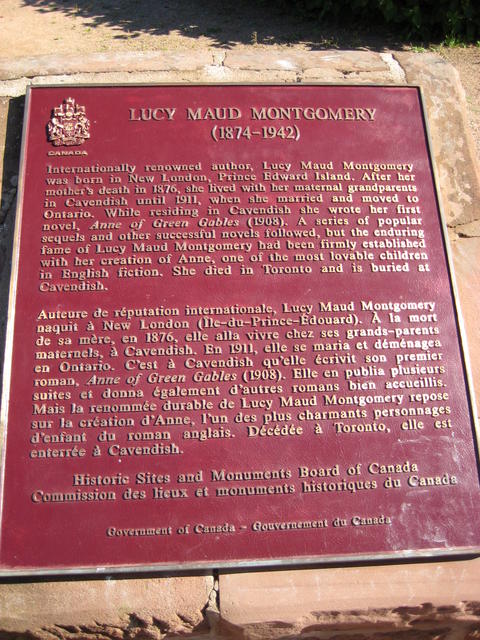 CANADA
LUCY MAUD MONTGOMERY
(1874-1942)
Internationally renowned author, Lucy Maud Montgomery
was born in New London, Prince Edward Island. After her
mother's death in 1876, she lived with her maternal grandparents
in Cavendish until 1911, when she married and moved to
Ontario. While residing in Cavendish she wrote her first
novel, Anne of Green Gables (1908). A series of popular
sequels and other successful novels followed, but the enduring
fame of Lucy Maud Montgomery had been firmly established
with her creation of Anne, one of the most lovable children
in English fiction. She died in Toronto and is buried at
Cavendish.
Auteure de réputation internationale, Lucy Maud Montgomery
naquit à New London (Île-du-Prince-Édouard). À la mort
de sa mère, en 1876, elle alla vivre chez ses grands-parents
maternels, à Cavendish. En 1911, elle se maria et déménagea
en Ontario. C'est à Cavendish qu'elle écrivit son premier
roman, Anne of Green Gables (1908). Elle en publia plusieurs
suites et donna également d'autres romans bien accueillis.
Mais la renommée durable de Lucy Maud Montgomery repose
sur la création d'Anne, l'un des plus charmants personnages
d'enfant du roman anglais. Décédée à Toronto, elle est
enterrée à Cavendish.
Historic Sites and Monuments Board of Canada
Commission des lieux et monuments historiques du Canada
Government of Canada - Gouvernement du Canada